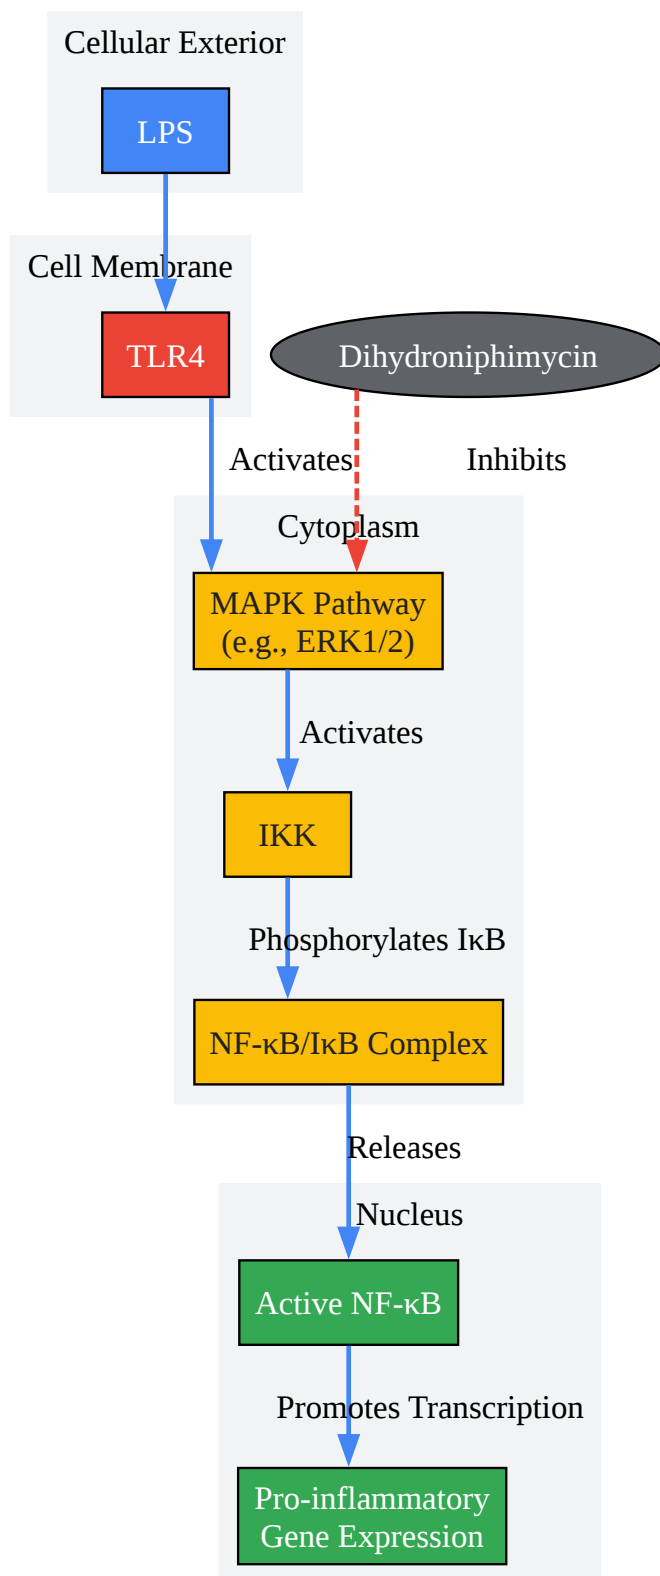 Cellular Exterior
LPS
Cell Membrane
TLR4
Dihydroniphimycin
Activates
Inhibits
Cytoplasm
MAPK Pathway
(e.g., ERK1/2)
Activates
IKK
Phosphorylates IκB
NF-κB/IκB Complex
Releases
Nucleus
Active NF-κB
Promotes Transcription
Pro-inflammatory
Gene Expression